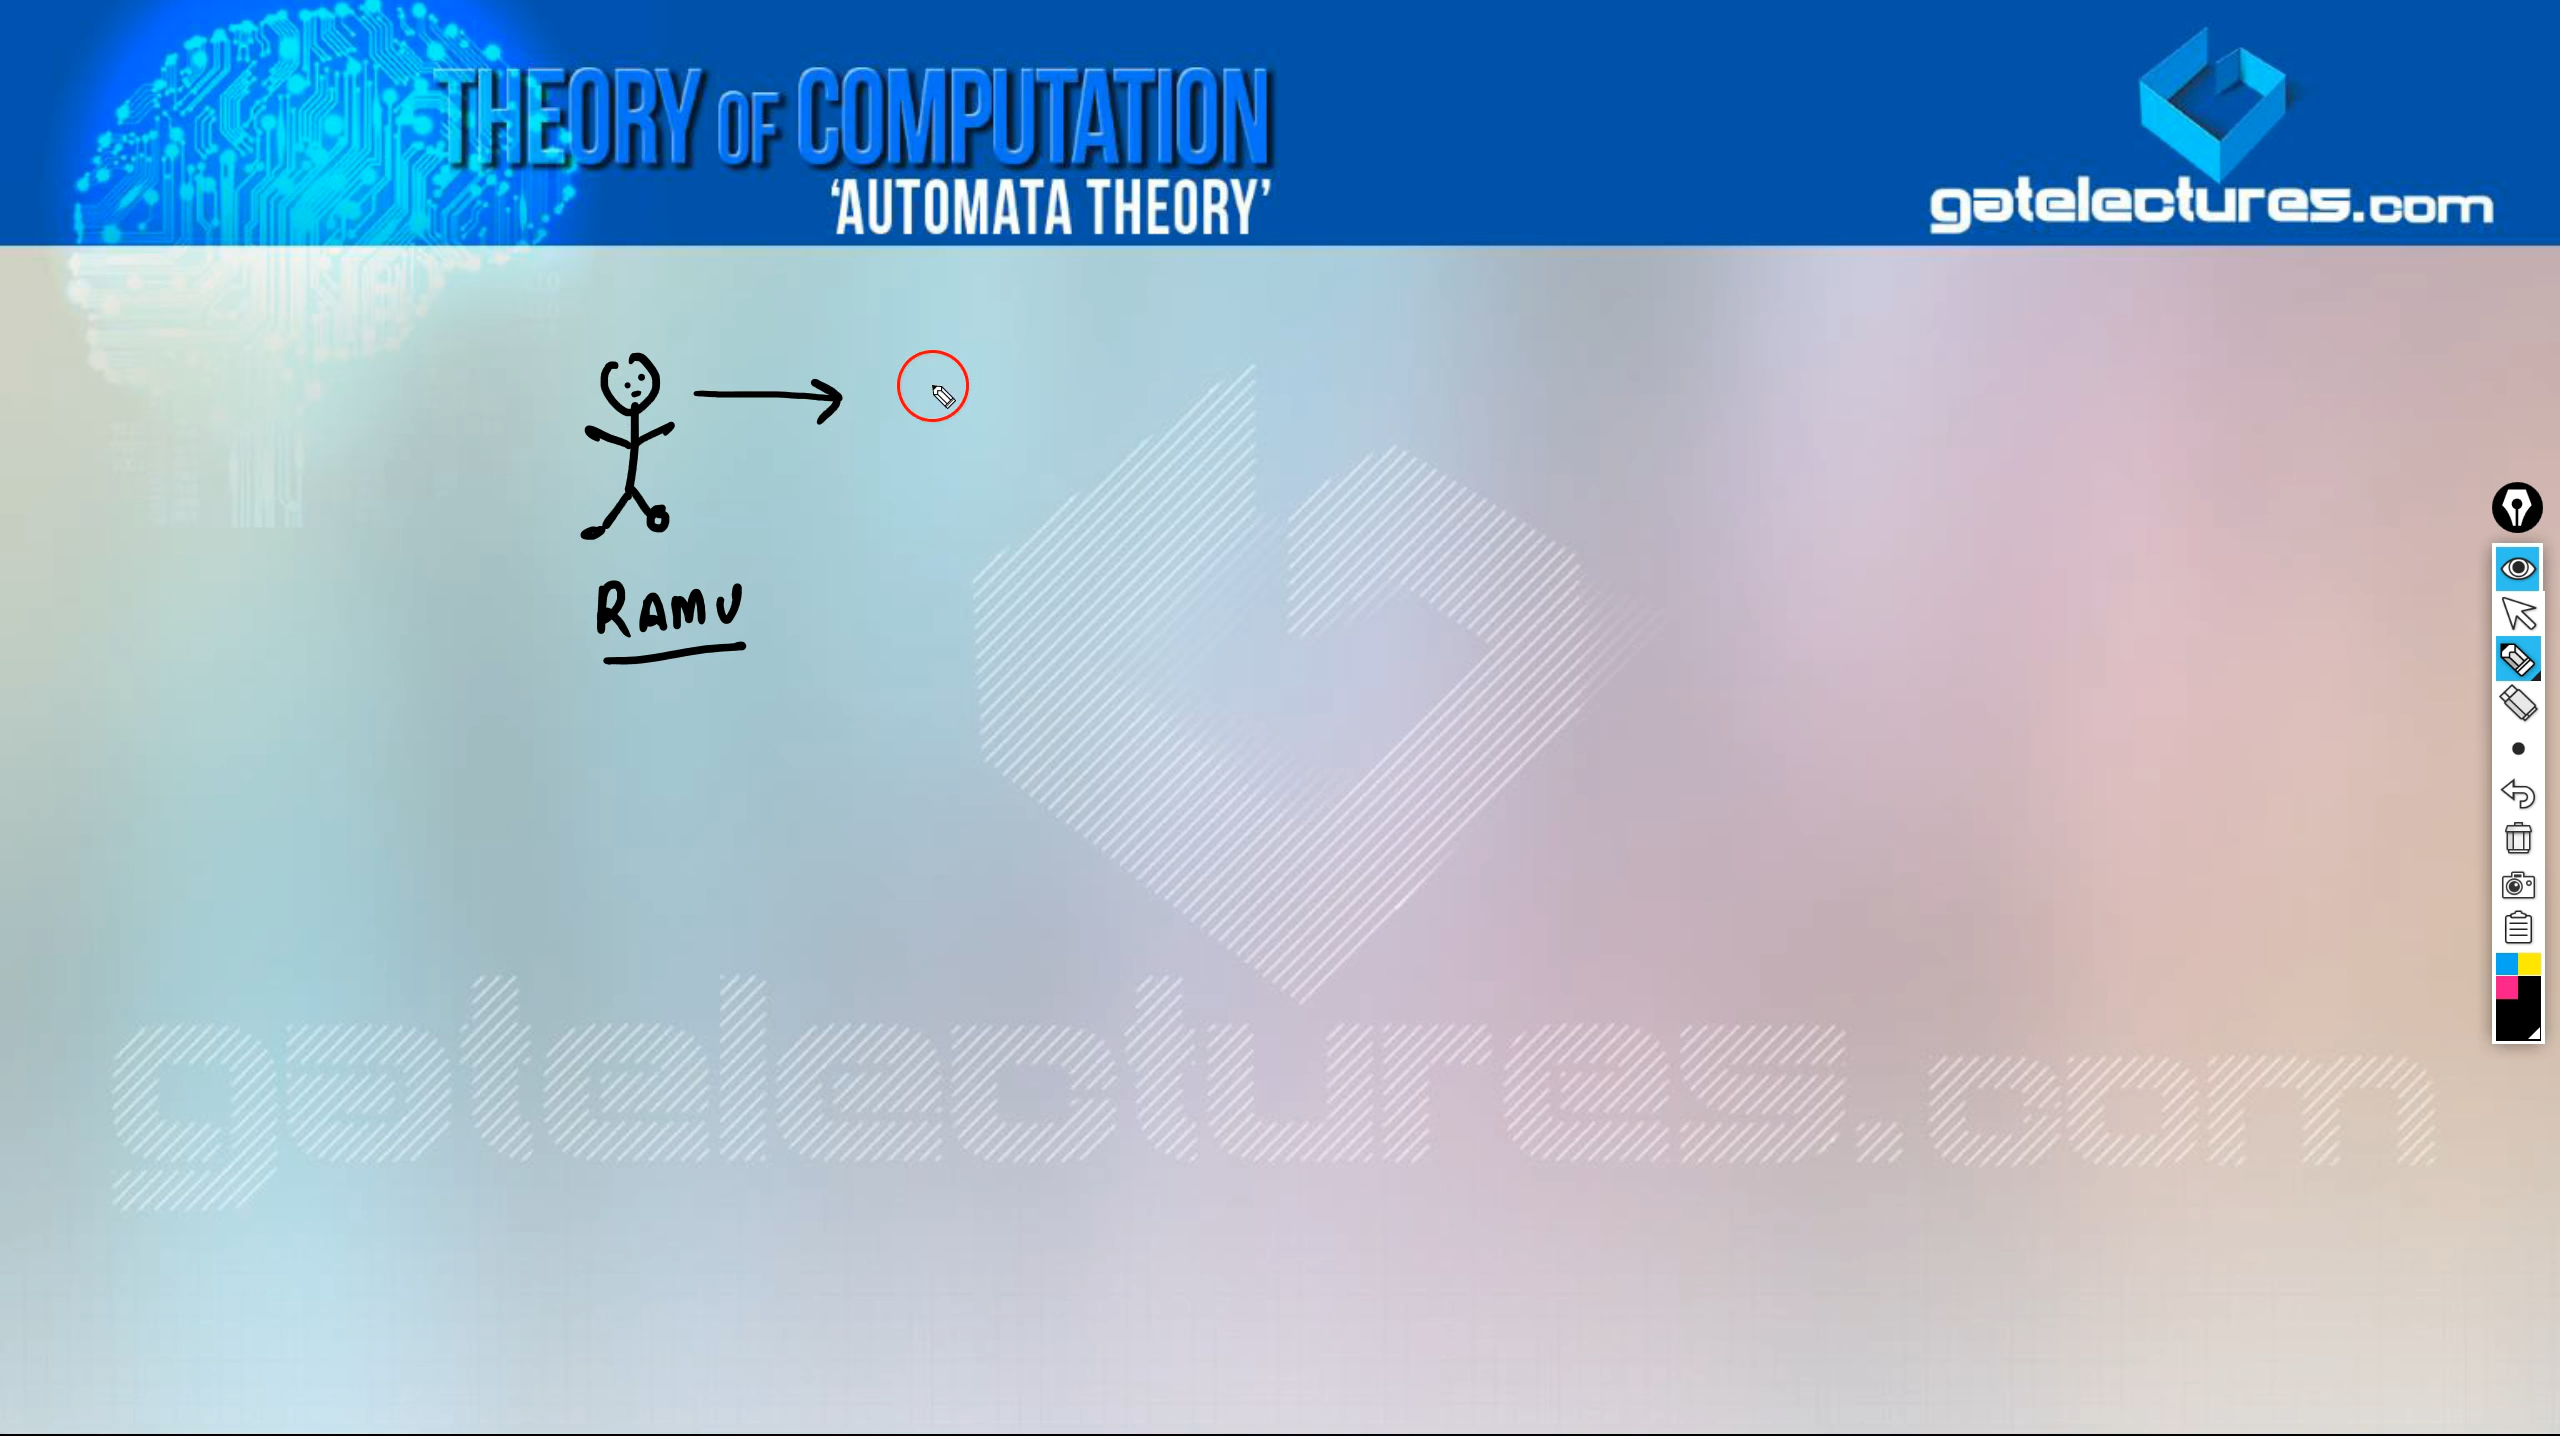 THEORY OF COMPUTATION
‘AUTOMATA THEORY’
gatelectures.com
RAMU
gatelectures.com